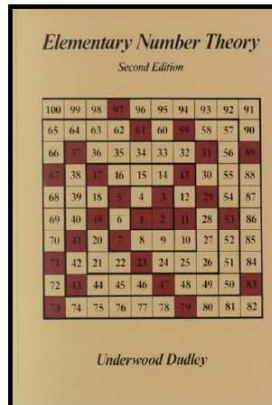 Elementary Number Theory
Second Edition
100 99 98 97 96 95 94 93 92 91
65 64 63 62 61 60 59 58 57 90
66 37 36 35 34 33 32 31 56 89
67 38 17 16 15 14 13 30 55 88
68 39 18 5 4 3 12 29 54 87
69 40 19 6 1 2 11 28 53 86
70 41 20 7 8 9 10 27 52 85
71 42 21 22 23 24 25 26 51 84
72 43 44 45 46 47 48 49 50 83
73 74 75 76 77 78 79 80 81 82
Underwood Dudley